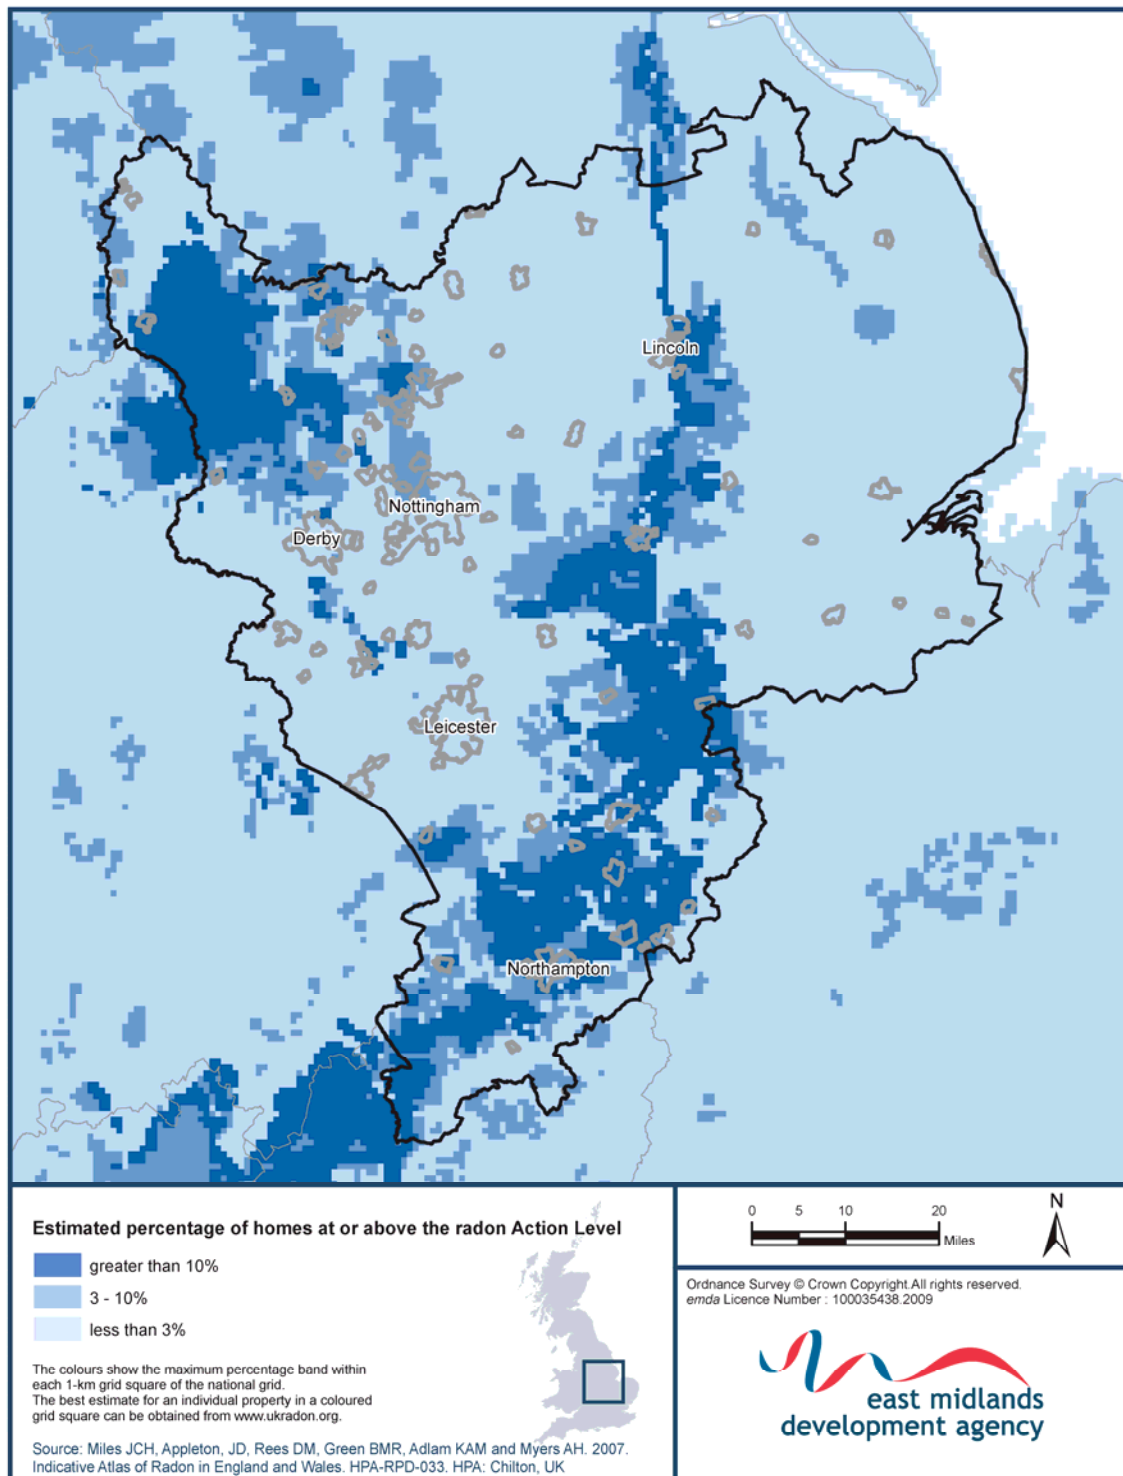 Lincoln
Nottingham
Derby
Leicester
Northampton
Estimated percentage of homes at or above the radon Action Level
greater than 10%
3 - 10%
less than 3%
The colours show the maximum percentage band within
each 1-km grid square of the national grid.
The best estimate for an individual property in a coloured
grid square can be obtained from www.ukradon.org.
Source: Miles JCH, Appleton, JD, Rees DM, Green BMR, Adlam KAM and Myers AH. 2007.
Indicative Atlas of Radon in England and Wales. HPA-RPD-033. HPA: Chilton, UK
0 5 10 20
Miles
N
Ordnance Survey © Crown Copyright.All rights reserved.
emda Licence Number : 100035438.2009
east midlands
development agency